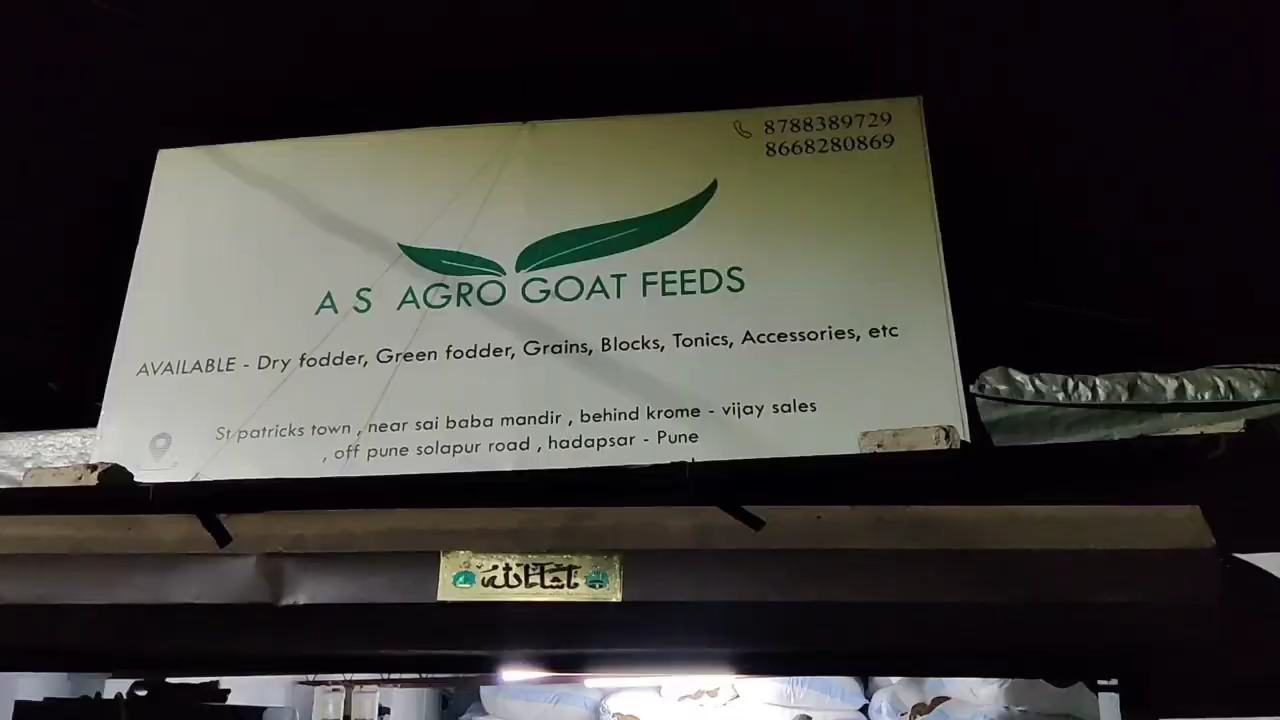 8788389729
8668280869
A S AGRO GOAT FEEDS
AVAILABLE - Dry fodder, Green fodder, Grains, Blocks, Tonics, Accessories, etc
St patricks town , near sai baba mandir , behind krome - vijay sales
, off pune solapur road , hadapsar - Pune
ماشاءالله